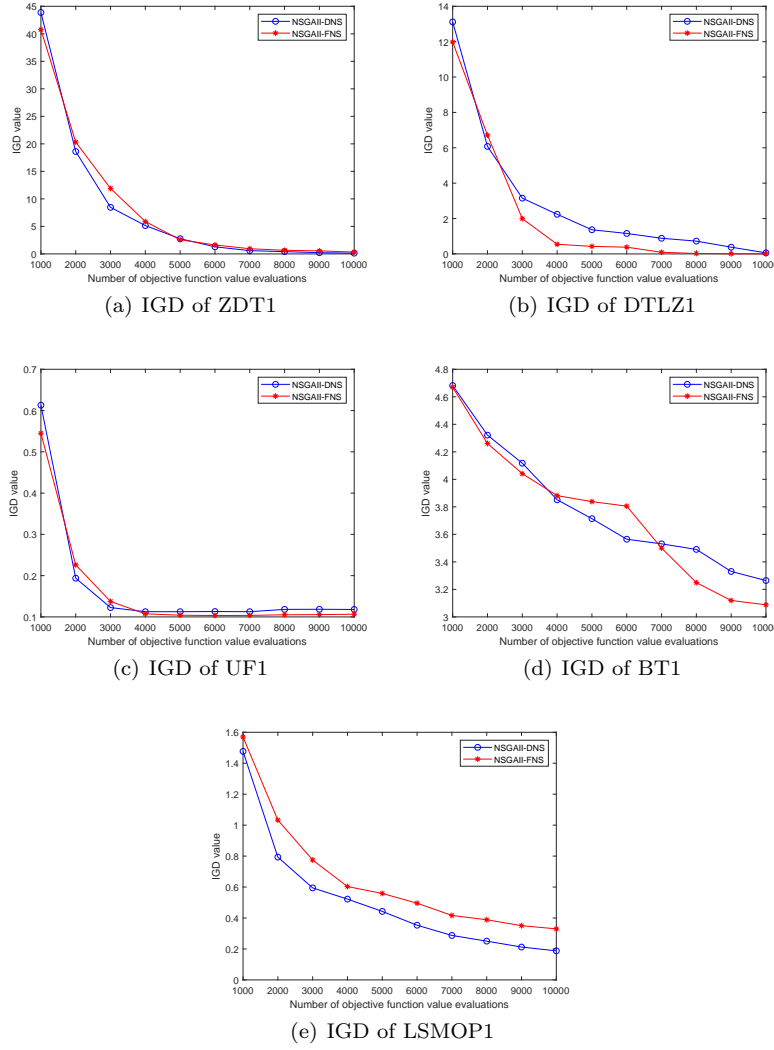 45
40
35
30
25
20
15
10
5
0
IGD value
1000 2000 3000 4000 5000 6000 7000 8000 9000 10000
Number of objective function value evaluations
NSGAII-DNS
NSGAII-FNS
(a) IGD of ZDT1
14
12
10
8
6
4
2
0
IGD value
1000 2000 3000 4000 5000 6000 7000 8000 9000 1000
Number of objective function value evaluations
NSGAII-DNS
NSGAII-FNS
(b) IGD of DTLZ1
0.7
0.6
0.5
0.4
0.3
0.2
0.1
IGD value
1000 2000 3000 4000 5000 6000 7000 8000 9000 10000
Number of objective function value evaluations
NSGAII-DNS
NSGAII-FNS
(c) IGD of UF1
4.8
4.6
4.4
4.2
4
3.8
3.6
3.4
3.2
3
IGD value
1000 2000 3000 4000 5000 6000 7000 8000 9000 1000
Number of objective function value evaluations
NSGAII-DNS
NSGAII-FNS
(d) IGD of BT1
1.6
1.4
1.2
1
0.8
0.6
0.4
0.2
0
IGD value
1000 2000 3000 4000 5000 6000 7000 8000 9000 10000
Number of objective function value evaluations
NSGAII-DNS
NSGAII-FNS
(e) IGD of LSMOP1